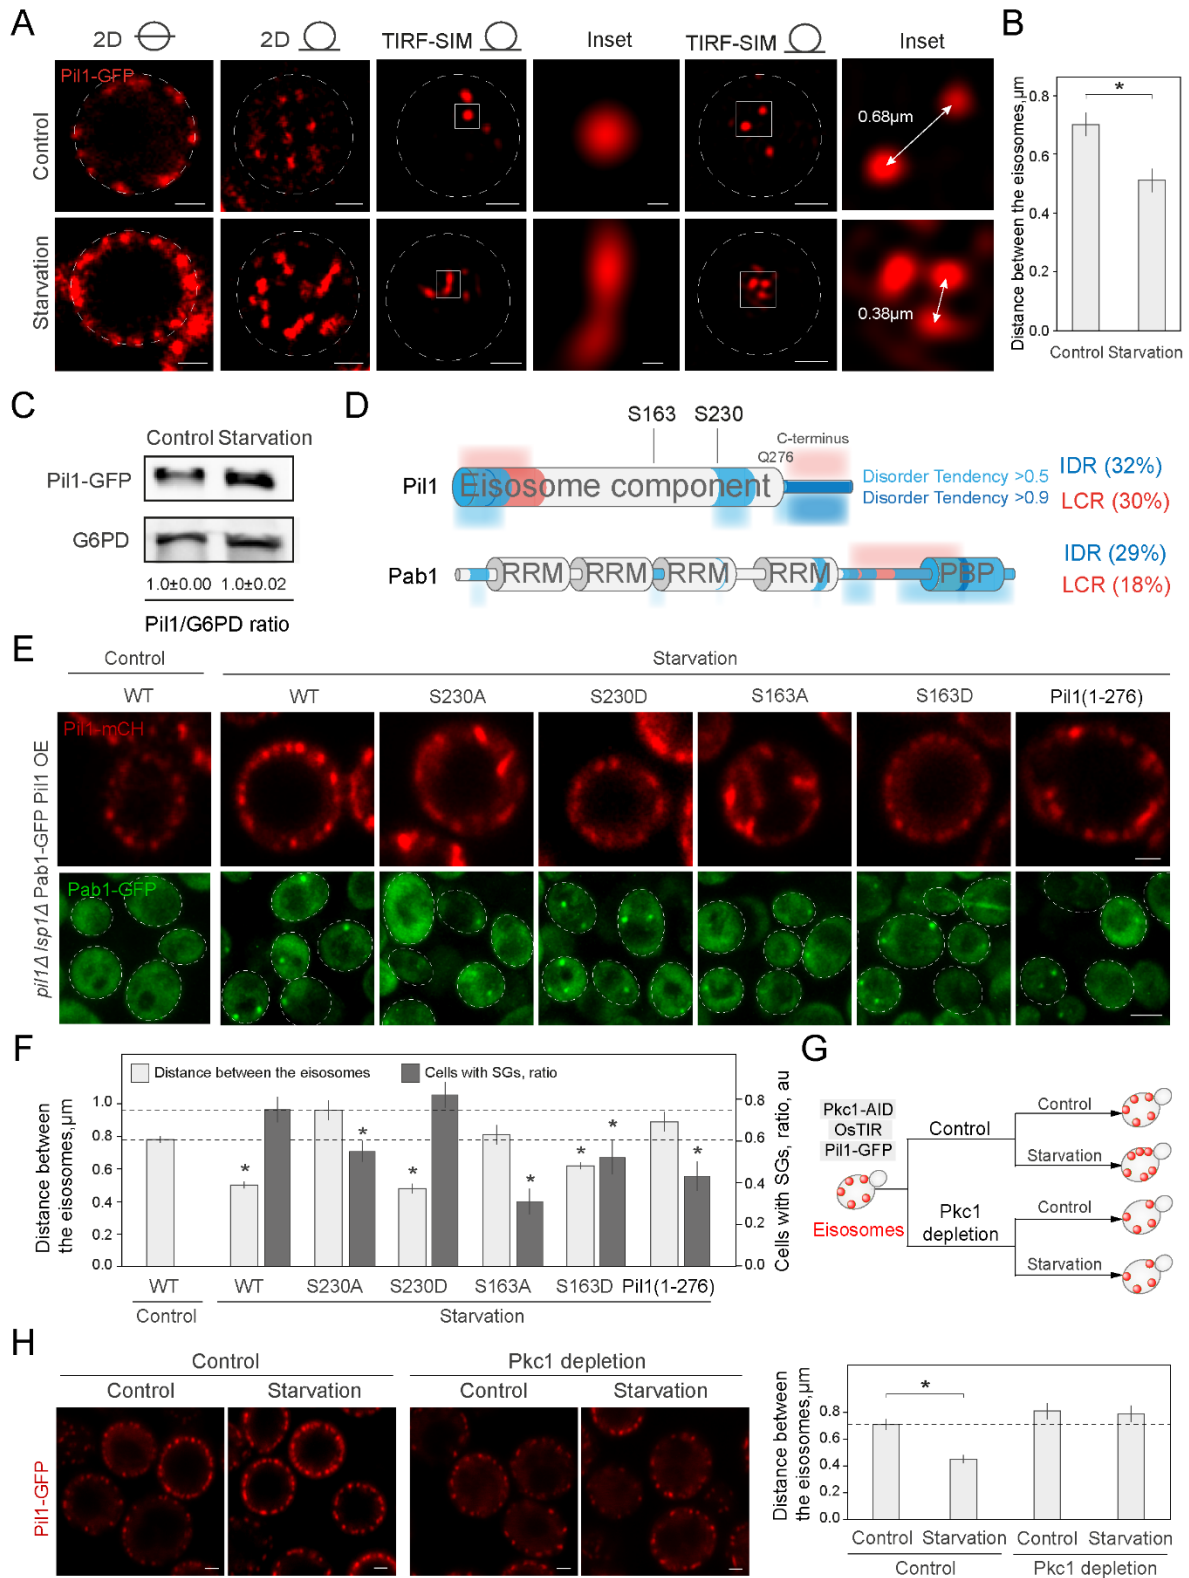 A
2D
2D
TIRF-SIM
Inset
TIRF-SIM
Inset
Pil1-GFP
Control
0.68µm
Starvation
0.38µm
B
Distance between the eisosomes,µm
0.8
0.6
0.4
0.2
0.0
*
Control Starvation
C
Control Starvation
Pil1-GFP
G6PD
1.0±0.00 1.0±0.02
Pil1/G6PD ratio
D
S163 S230
C-terminus
Q276
Pil1
Eisosome component
Disorder Tendency >0.5
Disorder Tendency >0.9
IDR (32%)
LCR (30%)
Pab1
RRM RRM RRM RRM PBP
IDR (29%)
LCR (18%)
E
Control
Starvation
WT WT S230A S230D S163A S163D Pil1(1-276)
pil1Δ lsp1Δ Pab1-GFP Pil1 OE
Pil1-mCH
Pab1-GFP
F
Distance between the eisosomes
Cells with SGs, ratio
Distance between
the eisosomes,µm
1.0
0.8
0.6
0.4
0.2
0.0
* * * * * * *
0.8
0.6
0.4
0.2
0.0
Cells with SGs, ratio, au
WT WT S230A S230D S163A S163D Pil1(1-276)
Control Starvation
G
Pkc1-AID
OsTIR
Pil1-GFP
Eisosomes
Control
Control
Starvation
Pkc1
depletion
Control
Starvation
H
Control Pkc1 depletion
Control Starvation Control Starvation
Pil1-GFP
Distance between
the eisosomes,µm
0.8
0.6
0.4
0.2
0.0
*
Control Starvation Control Starvation
Control Pkc1 depletion